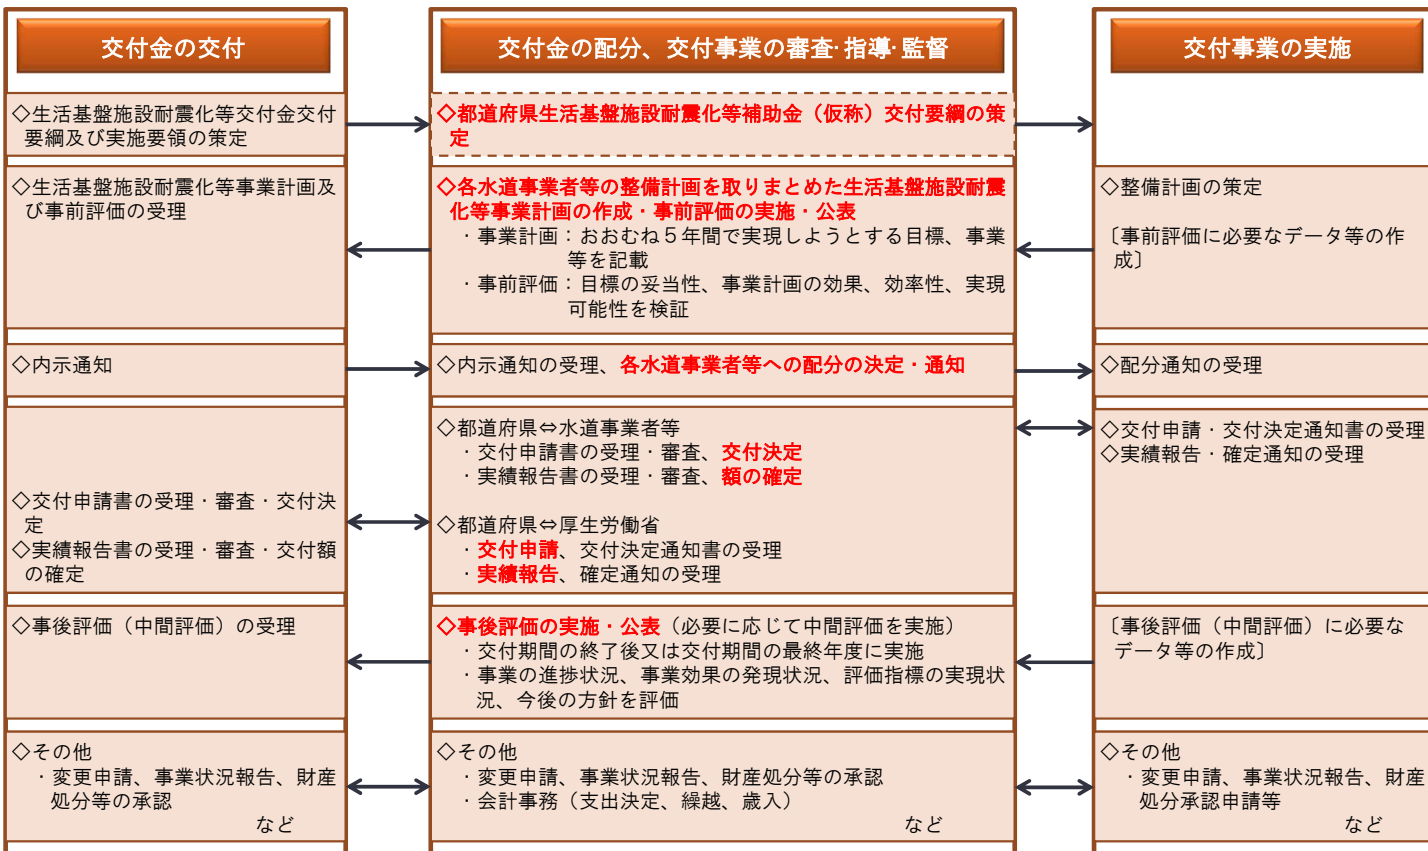 交付金の交付
◇生活基盤施設耐震化等交付金交付
要綱及び実施要領の策定
◇生活基盤施設耐震化等事業計画及
び事前評価の受理
◇内示通知
◇交付申請書の受理・審査・交付決
定
◇実績報告書の受理・審査・交付額
の確定
◇事後評価（中間評価）の受理
◇その他
・変更申請、事業状況報告、財産
処分等の承認
など
交付金の配分、交付事業の審査・指導・監督
◇都道府県生活基盤施設耐震化等補助金（仮称）交付要綱の策
定
◇各水道事業者等の整備計画を取りまとめた生活基盤施設耐震
化等事業計画の作成・事前評価の実施・公表
・事業計画：おおむね５年間で実現しようとする目標、事業
等を記載
・事前評価：目標の妥当性、事業計画の効果、効率性、実現
可能性を検証
◇内示通知の受理、各水道事業者等への配分の決定・通知
◇都道府県⇔水道事業者等
・交付申請書の受理・審査、交付決定
・実績報告書の受理・審査、額の確定
◇都道府県⇔厚生労働省
・交付申請、交付決定通知書の受理
・実績報告、確定通知の受理
◇事後評価の実施・公表（必要に応じて中間評価を実施）
・交付期間の終了後又は交付期間の最終年度に実施
・事業の進捗状況、事業効果の発現状況、評価指標の実現状
況、今後の方針を評価
◇その他
・変更申請、事業状況報告、財産処分等の承認
・会計事務（支出決定、繰越、歳入）
など
交付事業の実施
◇整備計画の策定
〔事前評価に必要なデータ等の作
成〕
◇配分通知の受理
◇交付申請・交付決定通知書の受理
◇実績報告・確定通知の受理
〔事後評価（中間評価）に必要な
データ等の作成〕
◇その他
・変更申請、事業状況報告、財産
処分承認申請等
など